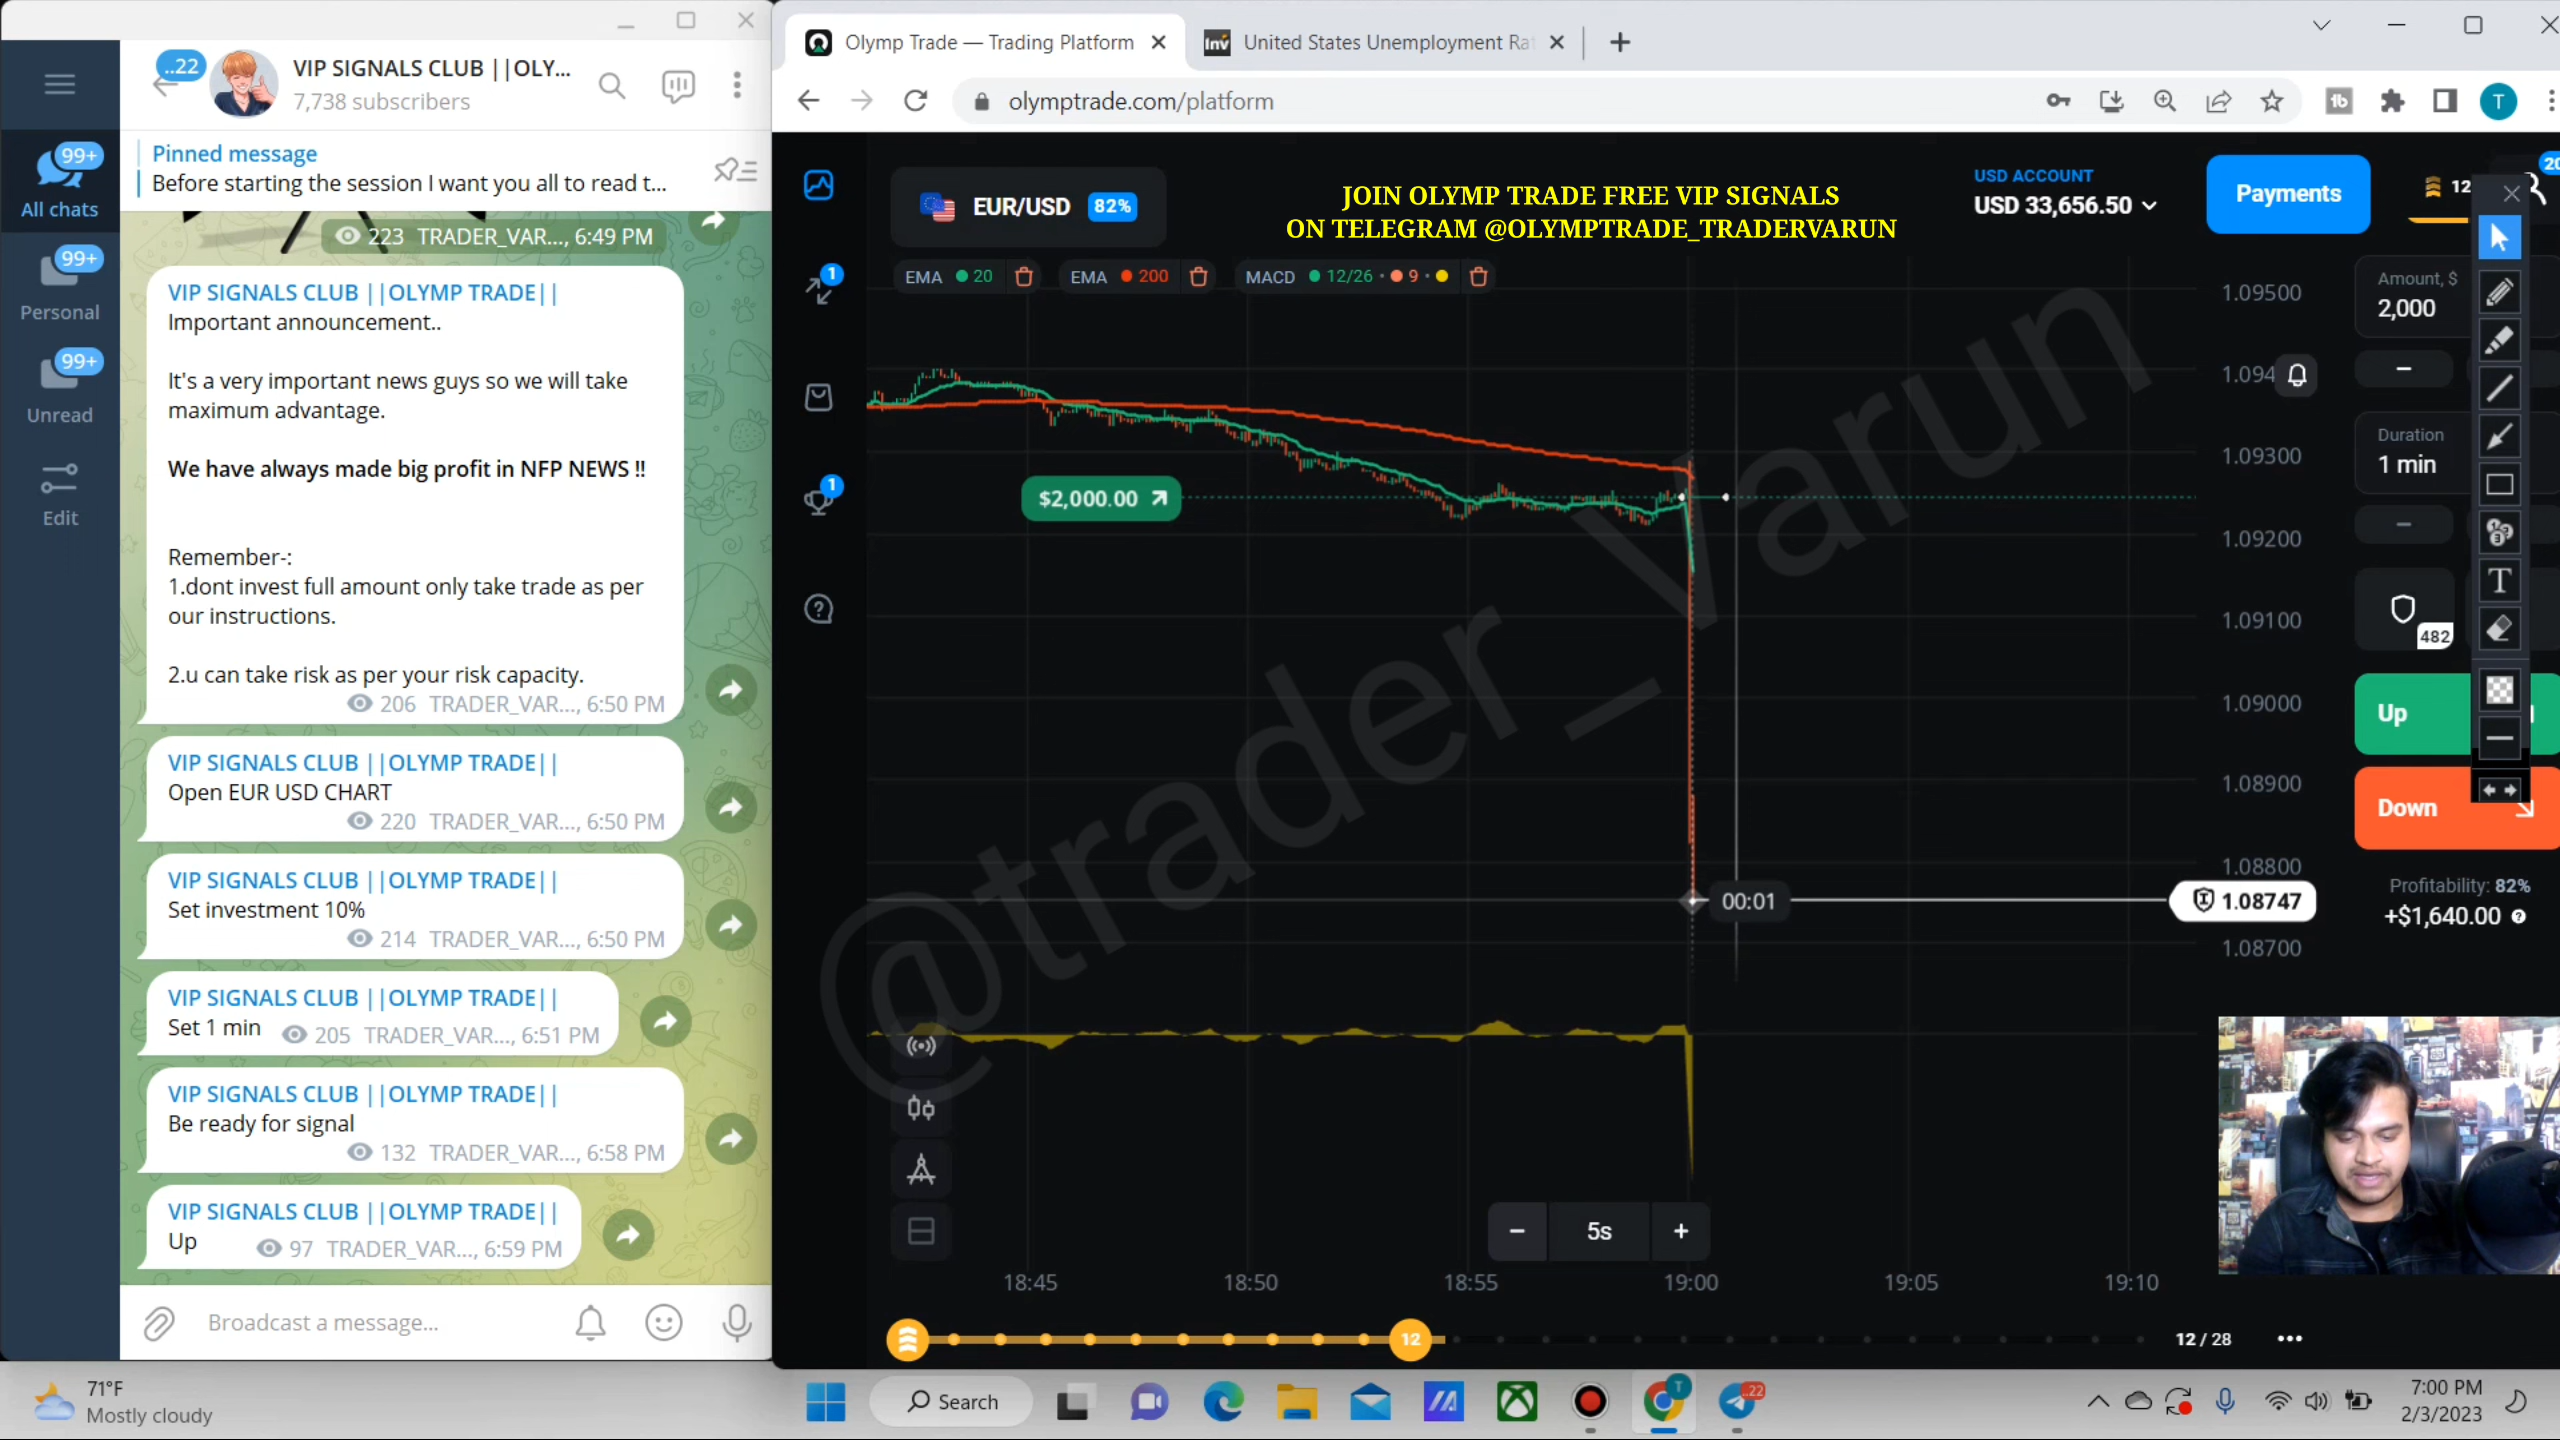 ..22
VIP SIGNALS CLUB ||OLY...
7,738 subscribers
Pinned message
Before starting the session I want you all to read t...
99+
All chats
99+
Personal
99+
Unread
Edit
223 TRADER_VAR..., 6:49 PM
VIP SIGNALS CLUB ||OLYMP TRADE||
Important announcement..
It's a very important news guys so we will take
maximum advantage.
We have always made big profit in NFP NEWS !!
Remember-:
1.dont invest full amount only take trade as per
our instructions.
2.u can take risk as per your risk capacity.
206 TRADER_VAR..., 6:50 PM
VIP SIGNALS CLUB ||OLYMP TRADE||
Open EUR USD CHART
220 TRADER_VAR..., 6:50 PM
VIP SIGNALS CLUB ||OLYMP TRADE||
Set investment 10%
214 TRADER_VAR..., 6:50 PM
VIP SIGNALS CLUB ||OLYMP TRADE||
Set 1 min 205 TRADER_VAR..., 6:51 PM
VIP SIGNALS CLUB ||OLYMP TRADE||
Be ready for signal
132 TRADER_VAR..., 6:58 PM
VIP SIGNALS CLUB ||OLYMP TRADE||
Up 97 TRADER_VAR..., 6:59 PM
Broadcast a message...
Olymp Trade — Trading Platform
Inv United States Unemployment Ra
olymptrade.com/platform
tb
T
EUR/USD 82%
JOIN OLYMP TRADE FREE VIP SIGNALS
ON TELEGRAM @OLYMPTRADE_TRADERVARUN
USD ACCOUNT
USD 33,656.50
Payments
12
20
EMA 20
EMA 200
MACD 12/26 • 9 •
1
1
$2,000.00
@trader_Varun
1.09500
1.094
1.09300
1.09200
1.09100
1.09000
1.08900
1.08800
00:01
1.08747
1.08700
Amount, $
2,000
Duration
1 min
482
T
Up
Down
Profitability: 82%
+$1,640.00
5s
18:45
18:50
18:55
19:00
19:05
19:10
12
12 / 28
71°F
Mostly cloudy
Search
T
..22
7:00 PM
2/3/2023